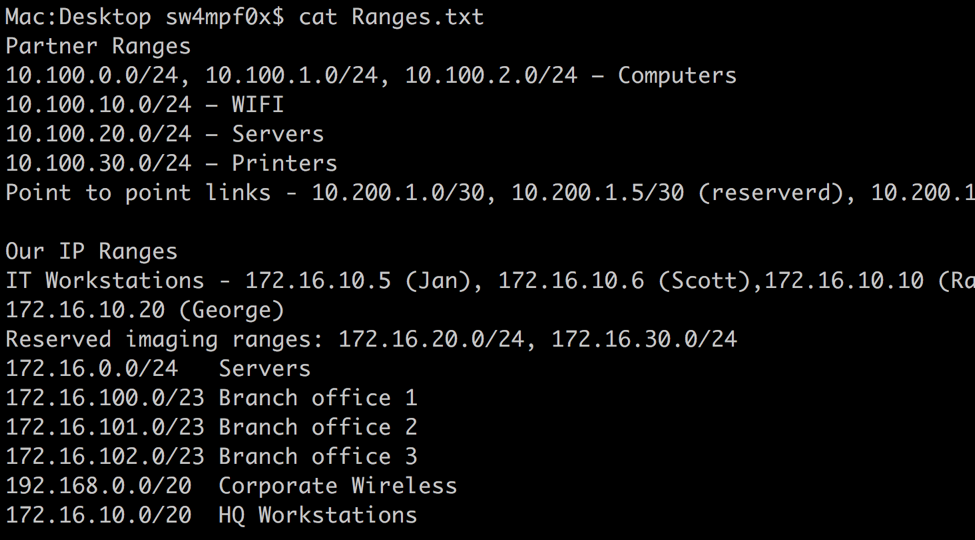 Mac:Desktop sw4mpf0x$ cat Ranges.txt
Partner Ranges
10.100.0.0/24, 10.100.1.0/24, 10.100.2.0/24 – Computers
10.100.10.0/24 – WIFI
10.100.20.0/24 – Servers
10.100.30.0/24 – Printers
Point to point links - 10.200.1.0/30, 10.200.1.5/30 (reserverd), 10.200.1
Our IP Ranges
IT Workstations - 172.16.10.5 (Jan), 172.16.10.6 (Scott),172.16.10.10 (Ra
172.16.10.20 (George)
Reserved imaging ranges: 172.16.20.0/24, 172.16.30.0/24
172.16.0.0/24 Servers
172.16.100.0/23 Branch office 1
172.16.101.0/23 Branch office 2
172.16.102.0/23 Branch office 3
192.168.0.0/20 Corporate Wireless
172.16.10.0/20 HQ Workstations